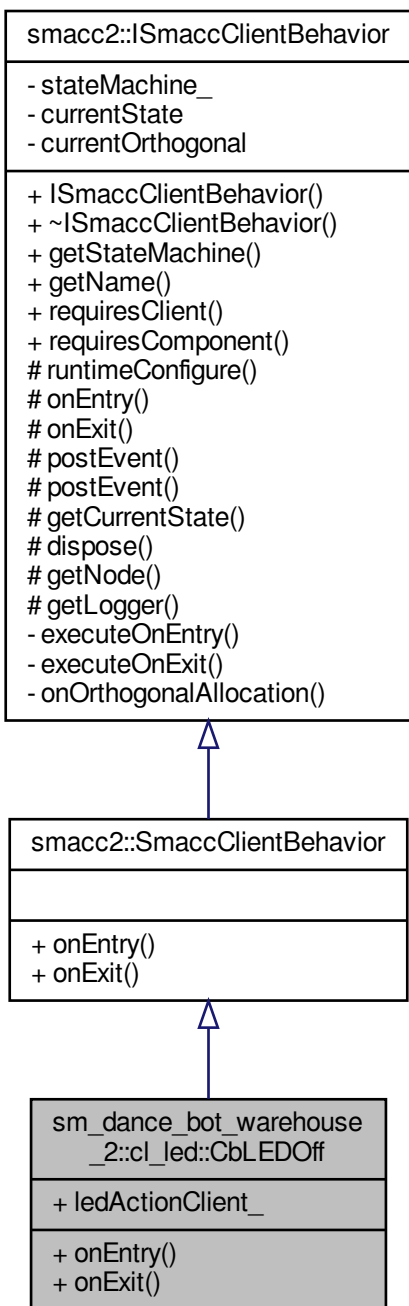 smacc2::ISmaccClientBehavior
- stateMachine_
- currentState
- currentOrthogonal
+ ISmaccClientBehavior()
+ ~ISmaccClientBehavior()
+ getStateMachine()
+ getName()
+ requiresClient()
+ requiresComponent()
# runtimeConfigure()
# onEntry()
# onExit()
# postEvent()
# postEvent()
# getCurrentState()
# dispose()
# getNode()
# getLogger()
- executeOnEntry()
- executeOnExit()
- onOrthogonalAllocation()
smacc2::SmaccClientBehavior
+ onEntry()
+ onExit()
sm_dance_bot_warehouse
_2::cl_led::CbLEDOff
+ ledActionClient_
+ onEntry()
+ onExit()